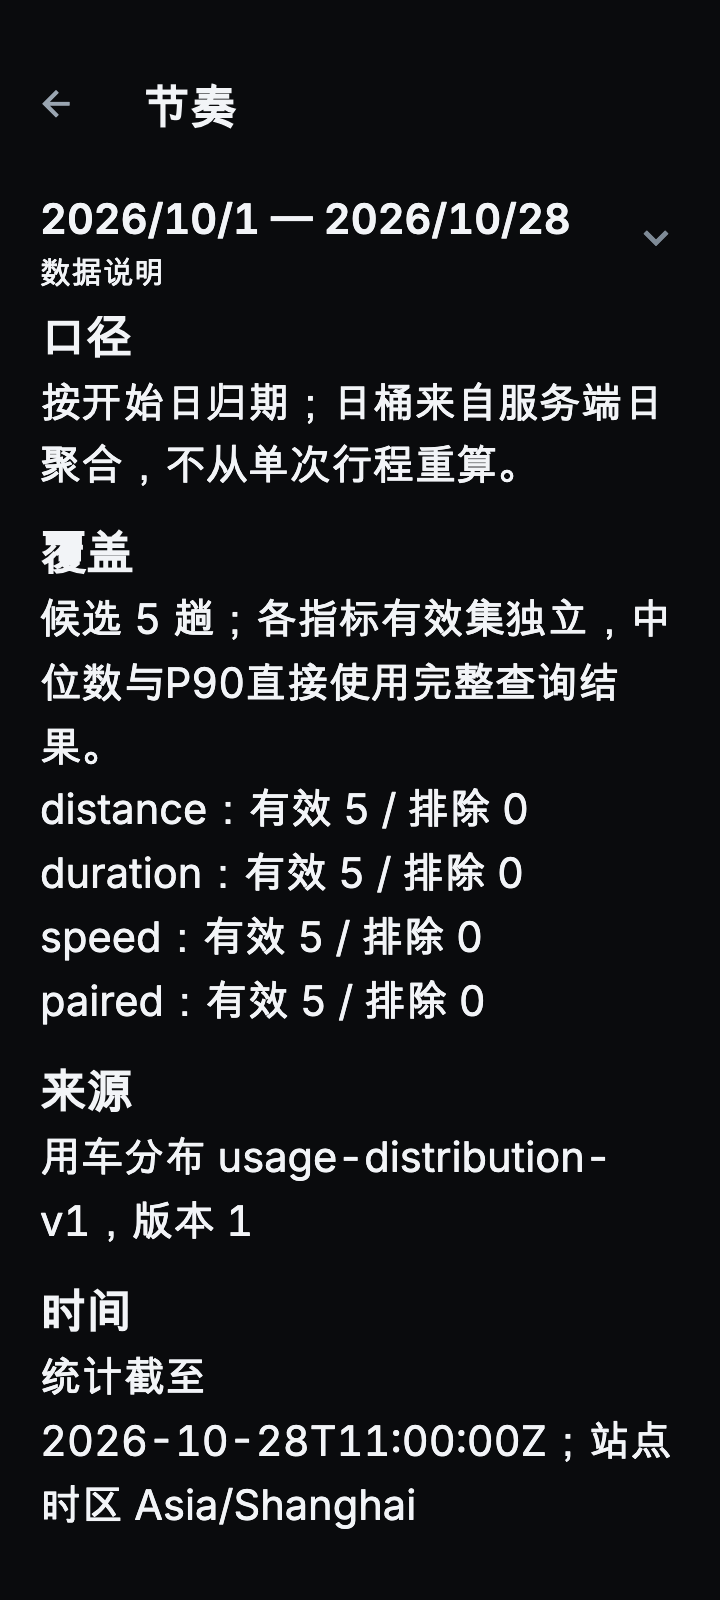 节奏
2026/10/1 — 2026/10/28
数据说明
口径
按开始日归期；日桶来自服务端日
聚合，不从单次行程重算。
覆盖
候选 5 趟；各指标有效集独立，中
位数与P90直接使用完整查询结
果。
distance：有效 5 / 排除 0
duration：有效 5 / 排除 0
speed：有效 5 / 排除 0
paired：有效 5 / 排除 0
来源
用车分布 usage-distribution-
v1，版本 1
时间
统计截至
2026-10-28T11:00:00Z；站点
时区 Asia/Shanghai